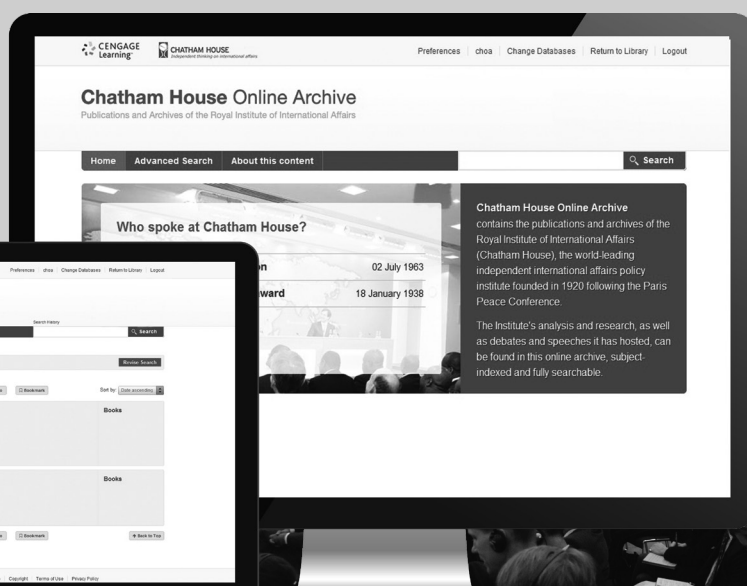 CENGAGE
Learning
CHATHAM HOUSE
Independent thinking on international affairs
Preferences choa Change Databases Return to Library Logout
Chatham House Online Archive
Publications and Archives of the Royal Institute of International Affairs
Home Advanced Search About this content Search
Who spoke at Chatham House?
on 02 July 1963
ward 18 January 1938
Chatham House Online Archive
contains the publications and archives of the
Royal Institute of International Affairs
(Chatham House), the world-leading
independent international affairs policy
institute founded in 1920 following the Paris
Peace Conference.
The Institute's analysis and research, as well
as debates and speeches it has hosted, can
be found in this online archive, subject-
indexed and fully searchable.
Preferences choa Change Databases Return to Library Logout
Search History
Search
Revise Search
Bookmark Sort by: Date ascending
Books
Books
Bookmark Back to Top
Copyright Terms of Use Privacy Policy